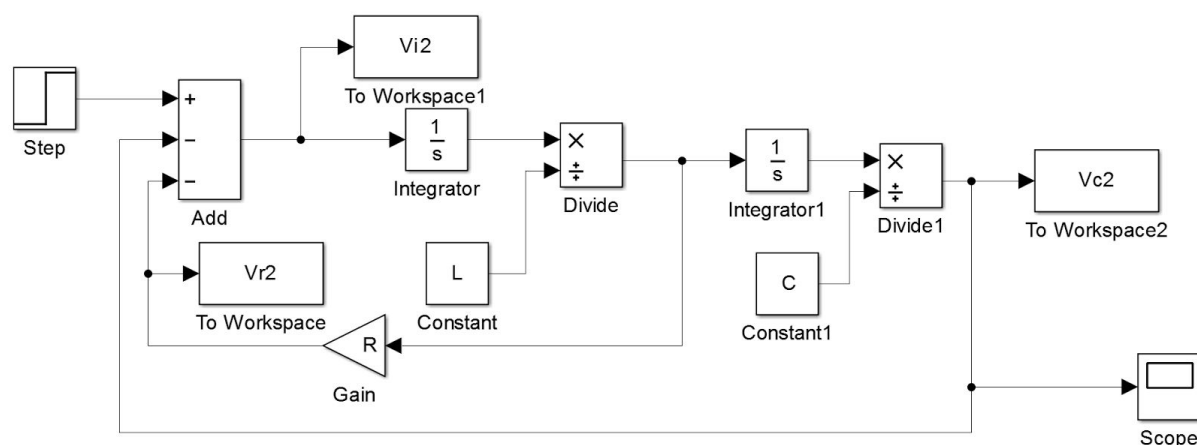 Vi2
To Workspace1
Step
+
−
−
Add
1
s
Integrator
×
÷
Divide
1
s
Integrator1
×
÷
Divide1
Vc2
To Workspace2
Vr2
To Workspace
L
Constant
C
Constant1
R
Gain
Scope